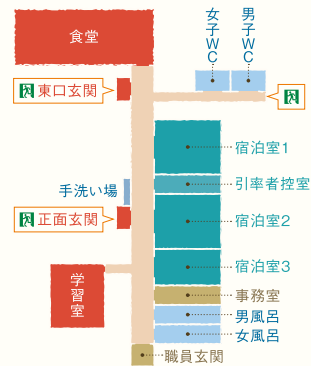 食堂
女子WC
男子WC
東口玄関
宿泊室1
引率者控室
手洗い場
宿泊室2
正面玄関
宿泊室3
学習室
事務室
男風呂
女風呂
職員玄関